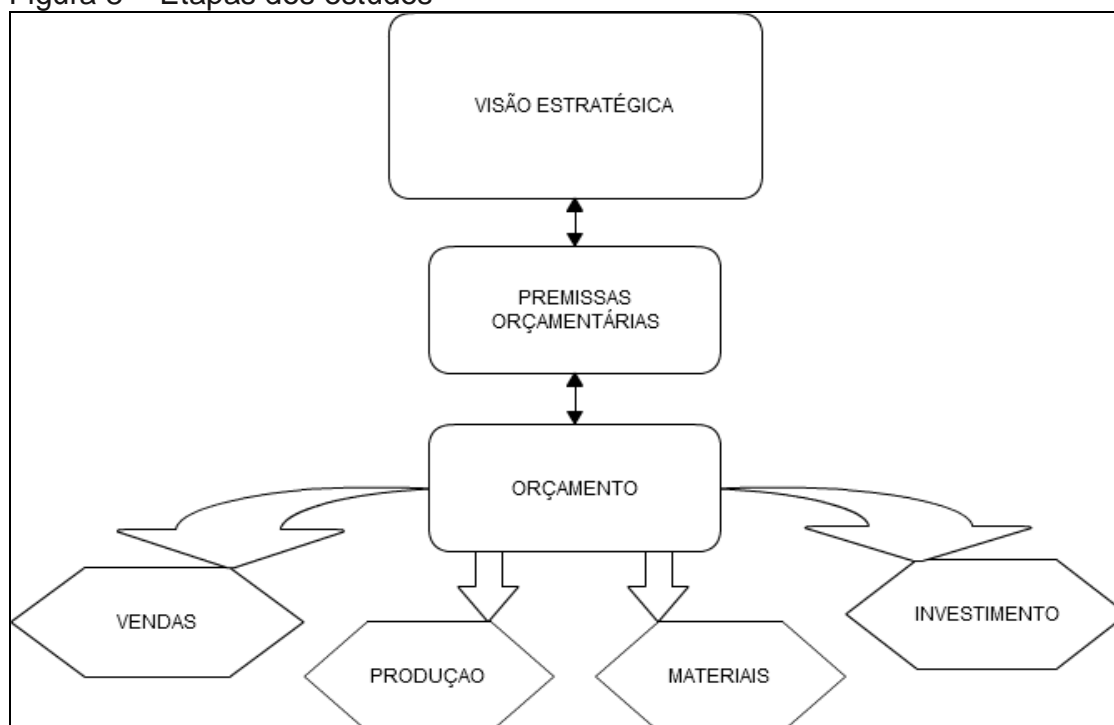 Figura – Etapas dos estudos
VISÃO ESTRATÉGICA
PREMISSAS
ORÇAMENTÁRIAS
ORÇAMENTO
VENDAS
PRODUÇAO
MATERIAIS
INVESTIMENTO